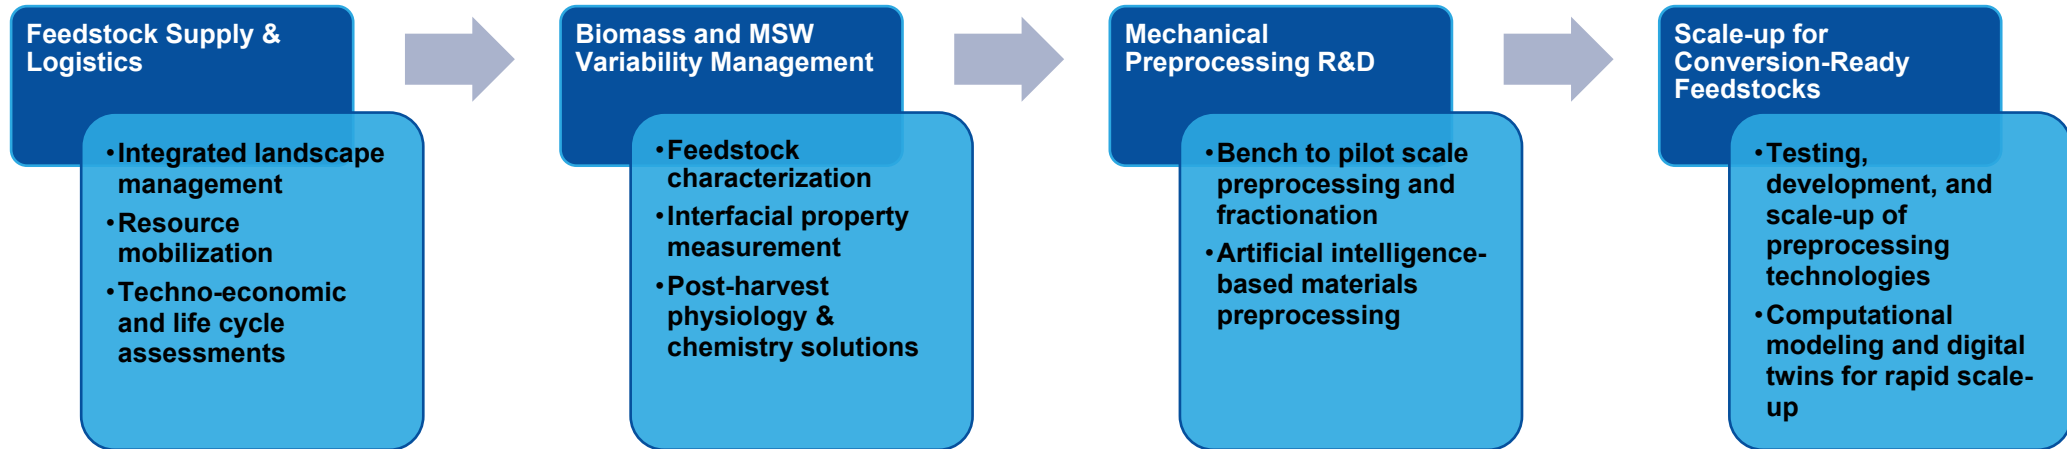 Feedstock Supply &
Logistics
•Integrated landscape
management
•Resource
mobilization
•Techno-economic
and life cycle
assessments
Biomass and MSW
Variability Management
•Feedstock
characterization
•Interfacial property
measurement
•Post-harvest
physiology &
chemistry solutions
Mechanical
Preprocessing R&D
•Bench to pilot scale
preprocessing and
fractionation
•Artificial intelligence-
based materials
preprocessing
Scale-up for
Conversion-Ready
Feedstocks
•Testing,
development, and
scale-up of
preprocessing
technologies
•Computational
modeling and digital
twins for rapid scale-
up